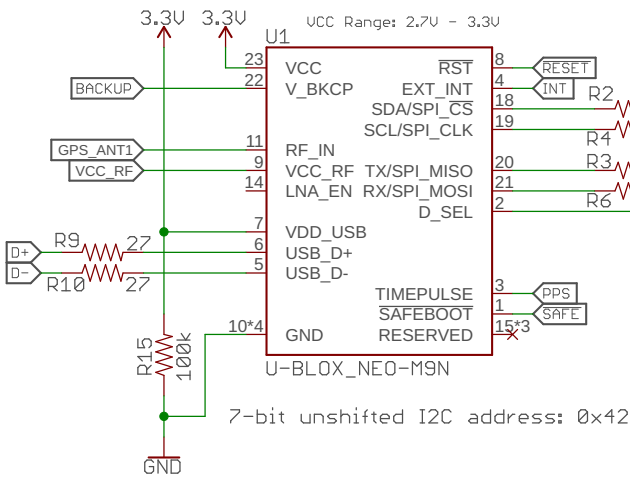 3.3V 3.3V VCC Range: 2.7V - 3.3V
U1
23 VCC RST 8 RESET
BACKUP 22 V_BKCP EXT_INT 4 INT
SDA/SPI_CS 18 R2
SCL/SPI_CLK 19 R4
GPS_ANT1 11 RF_IN
VCC_RF 9 VCC_RF TX/SPI_MISO 20 R3
14 LNA_EN RX/SPI_MOSI 21 R6
D_SEL 2
7 VDD_USB
D+ R9 27 6 USB_D+
D- R10 27 5 USB_D-
TIMEPULSE 3 PPS
SAFEBOOT 1 SAFE
10*4 GND RESERVED 15*3
R15 100k
U-BLOX_NEO-M9N
7-bit unshifted I2C address: 0x42
GND